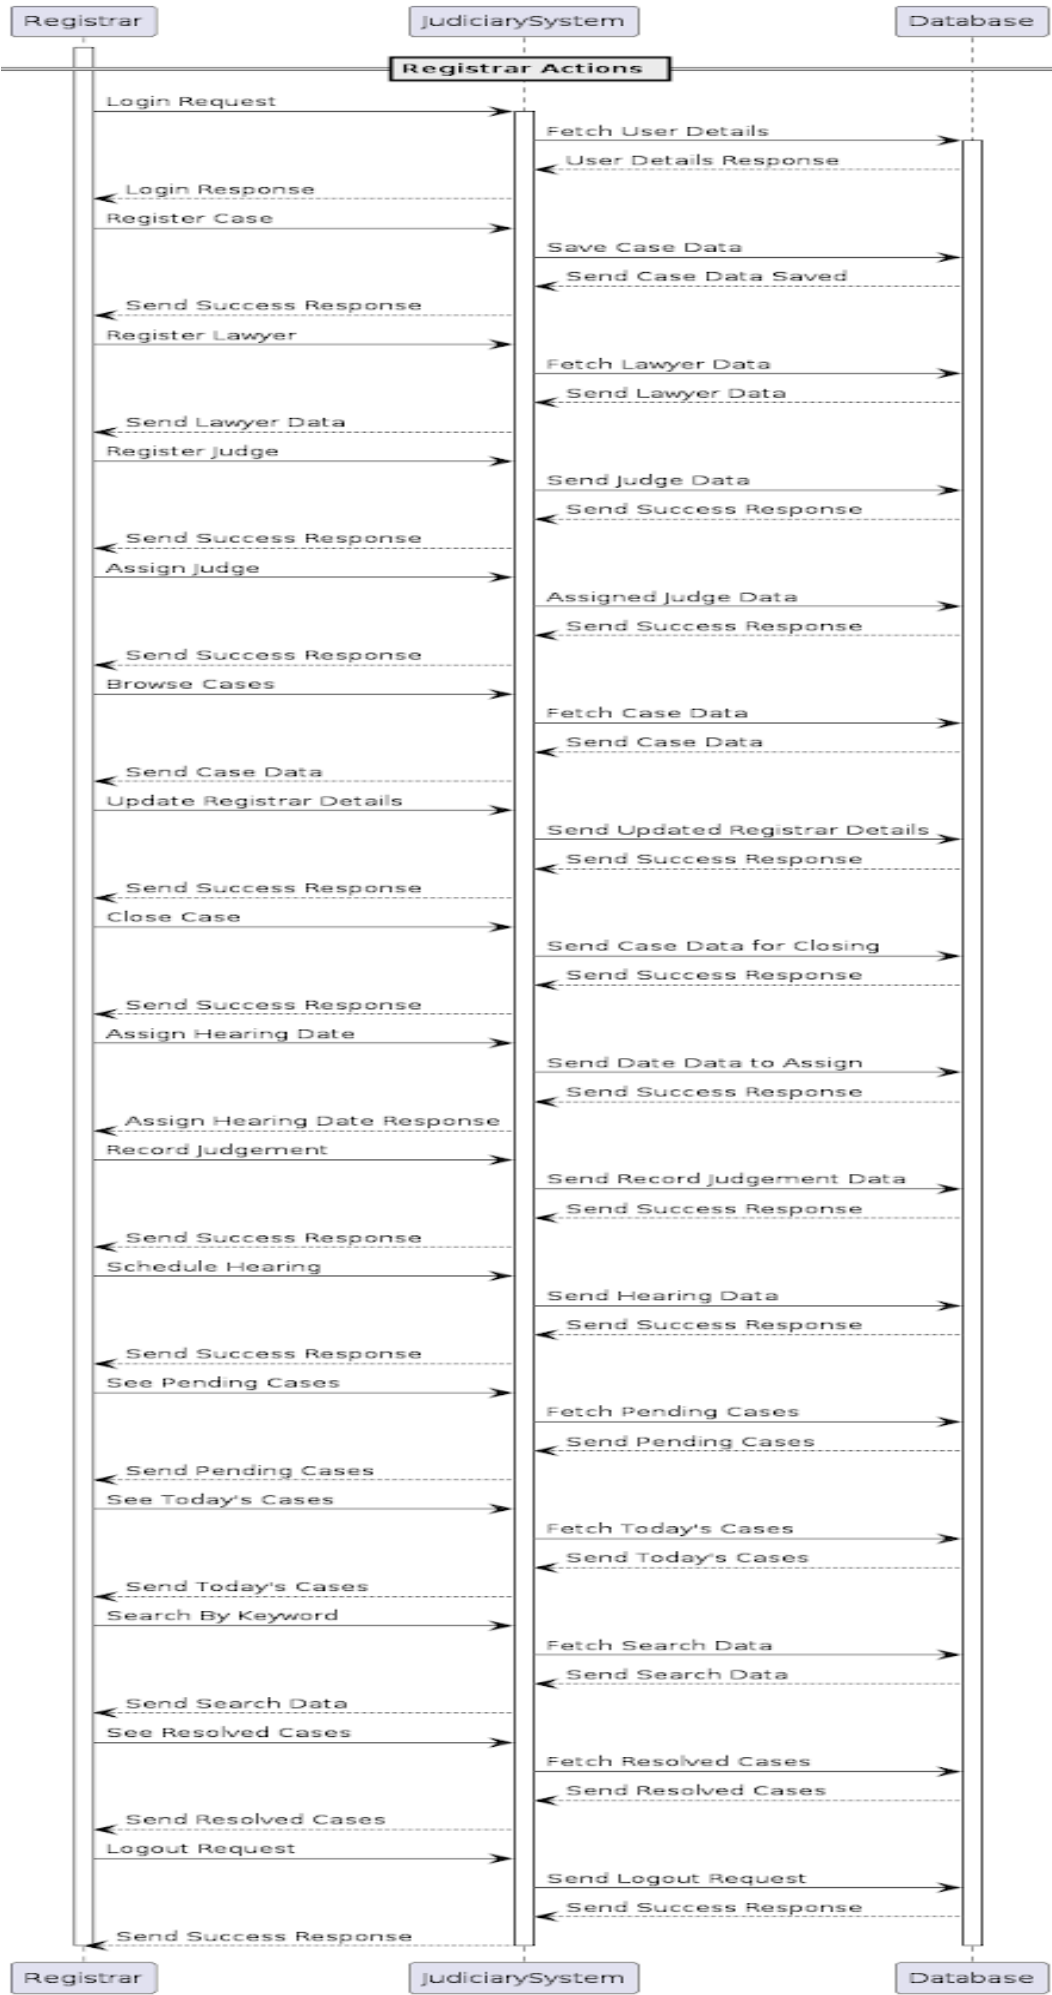 Registrar JudiciarySystem Database
Registrar Actions
Login Request
Fetch User Details
User Details Response
Login Response
Register Case
Save Case Data
Send Case Data Saved
Send Success Response
Register Lawyer
Fetch Lawyer Data
Send Lawyer Data
Send Lawyer Data
Register Judge
Send Judge Data
Send Success Response
Send Success Response
Assign Judge
Assigned Judge Data
Send Success Response
Send Success Response
Browse Cases
Fetch Case Data
Send Case Data
Send Case Data
Update Registrar Details
Send Updated Registrar Details
Send Success Response
Send Success Response
Close Case
Send Case Data for Closing
Send Success Response
Send Success Response
Assign Hearing Date
Send Date Data to Assign
Send Success Response
Assign Hearing Date Response
Record Judgement
Send Record Judgement Data
Send Success Response
Send Success Response
Schedule Hearing
Send Hearing Data
Send Success Response
Send Success Response
See Pending Cases
Fetch Pending Cases
Send Pending Cases
Send Pending Cases
See Today's Cases
Fetch Today's Cases
Send Today's Cases
Send Today's Cases
Search By Keyword
Fetch Search Data
Send Search Data
Send Search Data
See Resolved Cases
Fetch Resolved Cases
Send Resolved Cases
Send Resolved Cases
Logout Request
Send Logout Request
Send Success Response
Send Success Response
Registrar JudiciarySystem Database